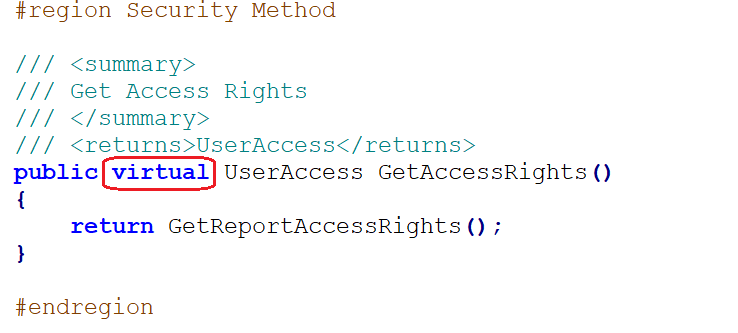 #region Security Method
/// <summary>
/// Get Access Rights
/// </summary>
/// <returns>UserAccess</returns>
public virtual UserAccess GetAccessRights()
{
    return GetReportAccessRights();
}
#endregion